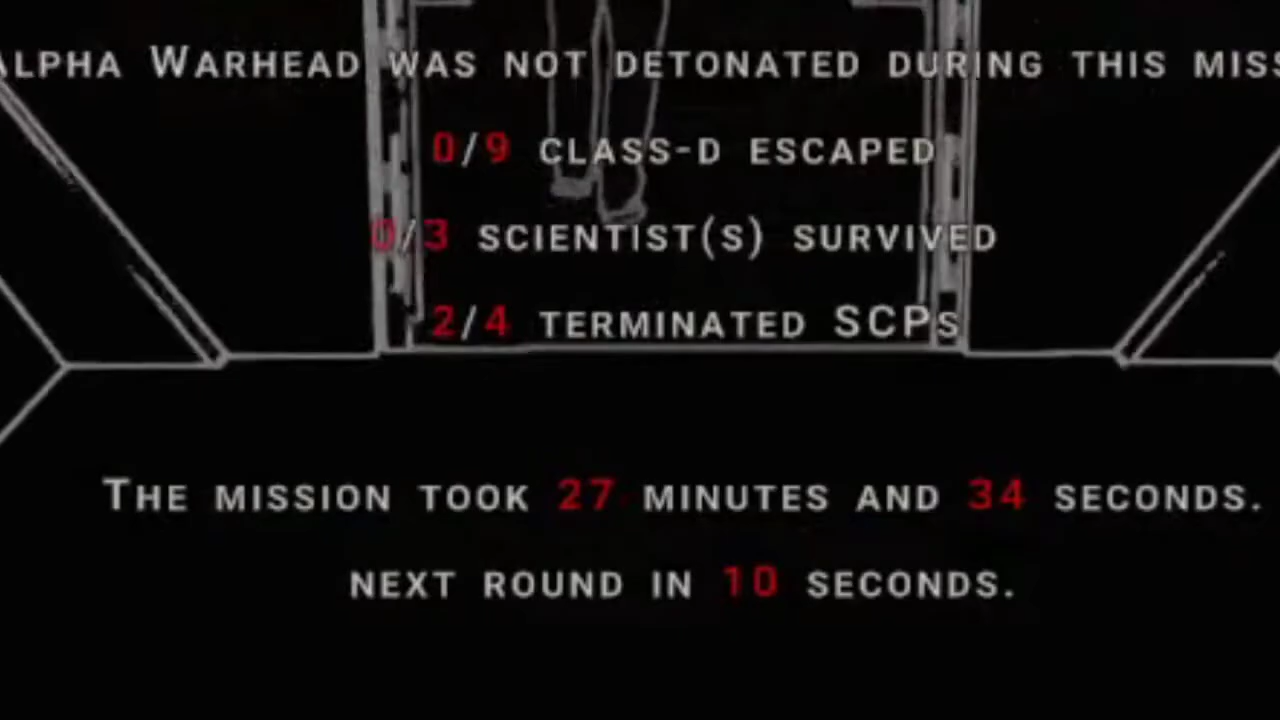 ALPHA WARHEAD WAS NOT DETONATED DURING THIS MISS
0/9 CLASS-D ESCAPED
0/3 SCIENTIST(S) SURVIVED
2/4 TERMINATED SCPs
THE MISSION TOOK 27 MINUTES AND 34 SECONDS.
NEXT ROUND IN 10 SECONDS.